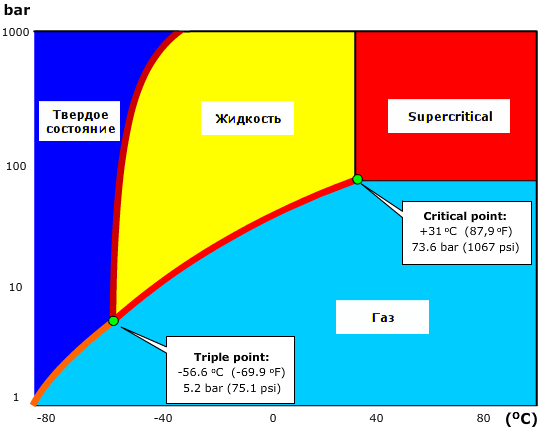 bar
1000
Твердое
состояние
Жидкость
Supercritical
100
Critical point:
+31 ºC (87,9 ºF)
73.6 bar (1067 psi)
10
Газ
Triple point:
-56.6 ºC (-69.9 ºF)
5.2 bar (75.1 psi)
1
-80 -40 0 40 80 (ºC)